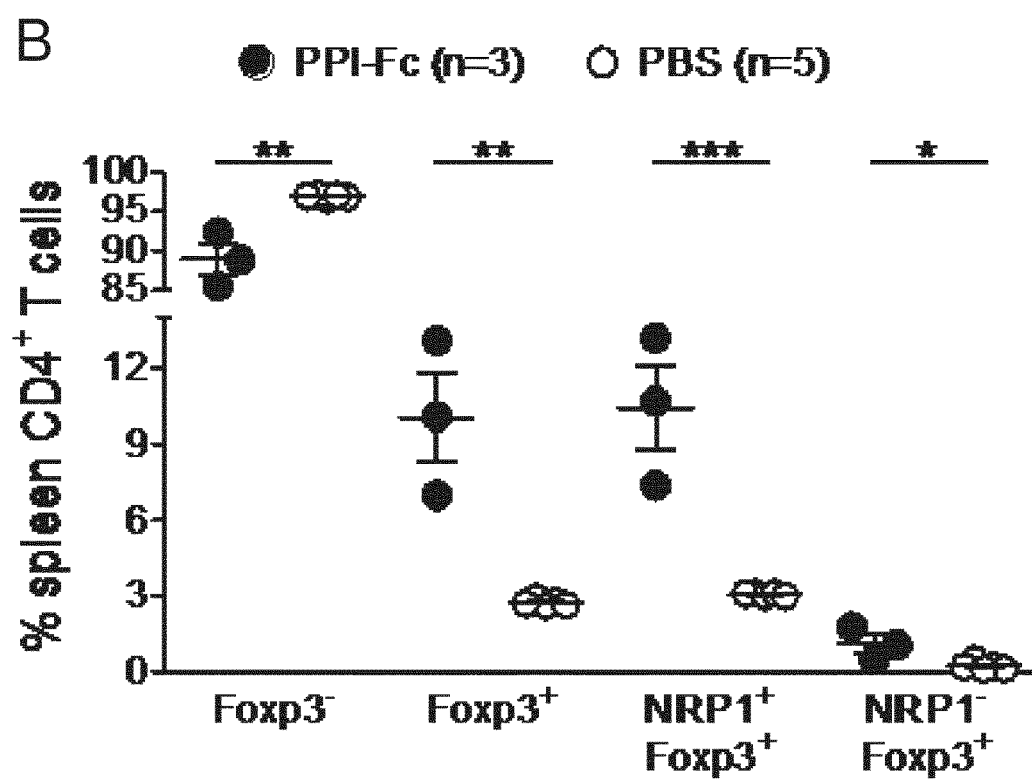 B
PPI-Fc (n=3) PBS (n=5)
** ** *** *
100
95
90
85
12
9
6
3
0
% spleen CD4⁺ T cells
Foxp3⁻ Foxp3⁺ NRP1⁺ NRP1⁻
Foxp3⁺ Foxp3⁺